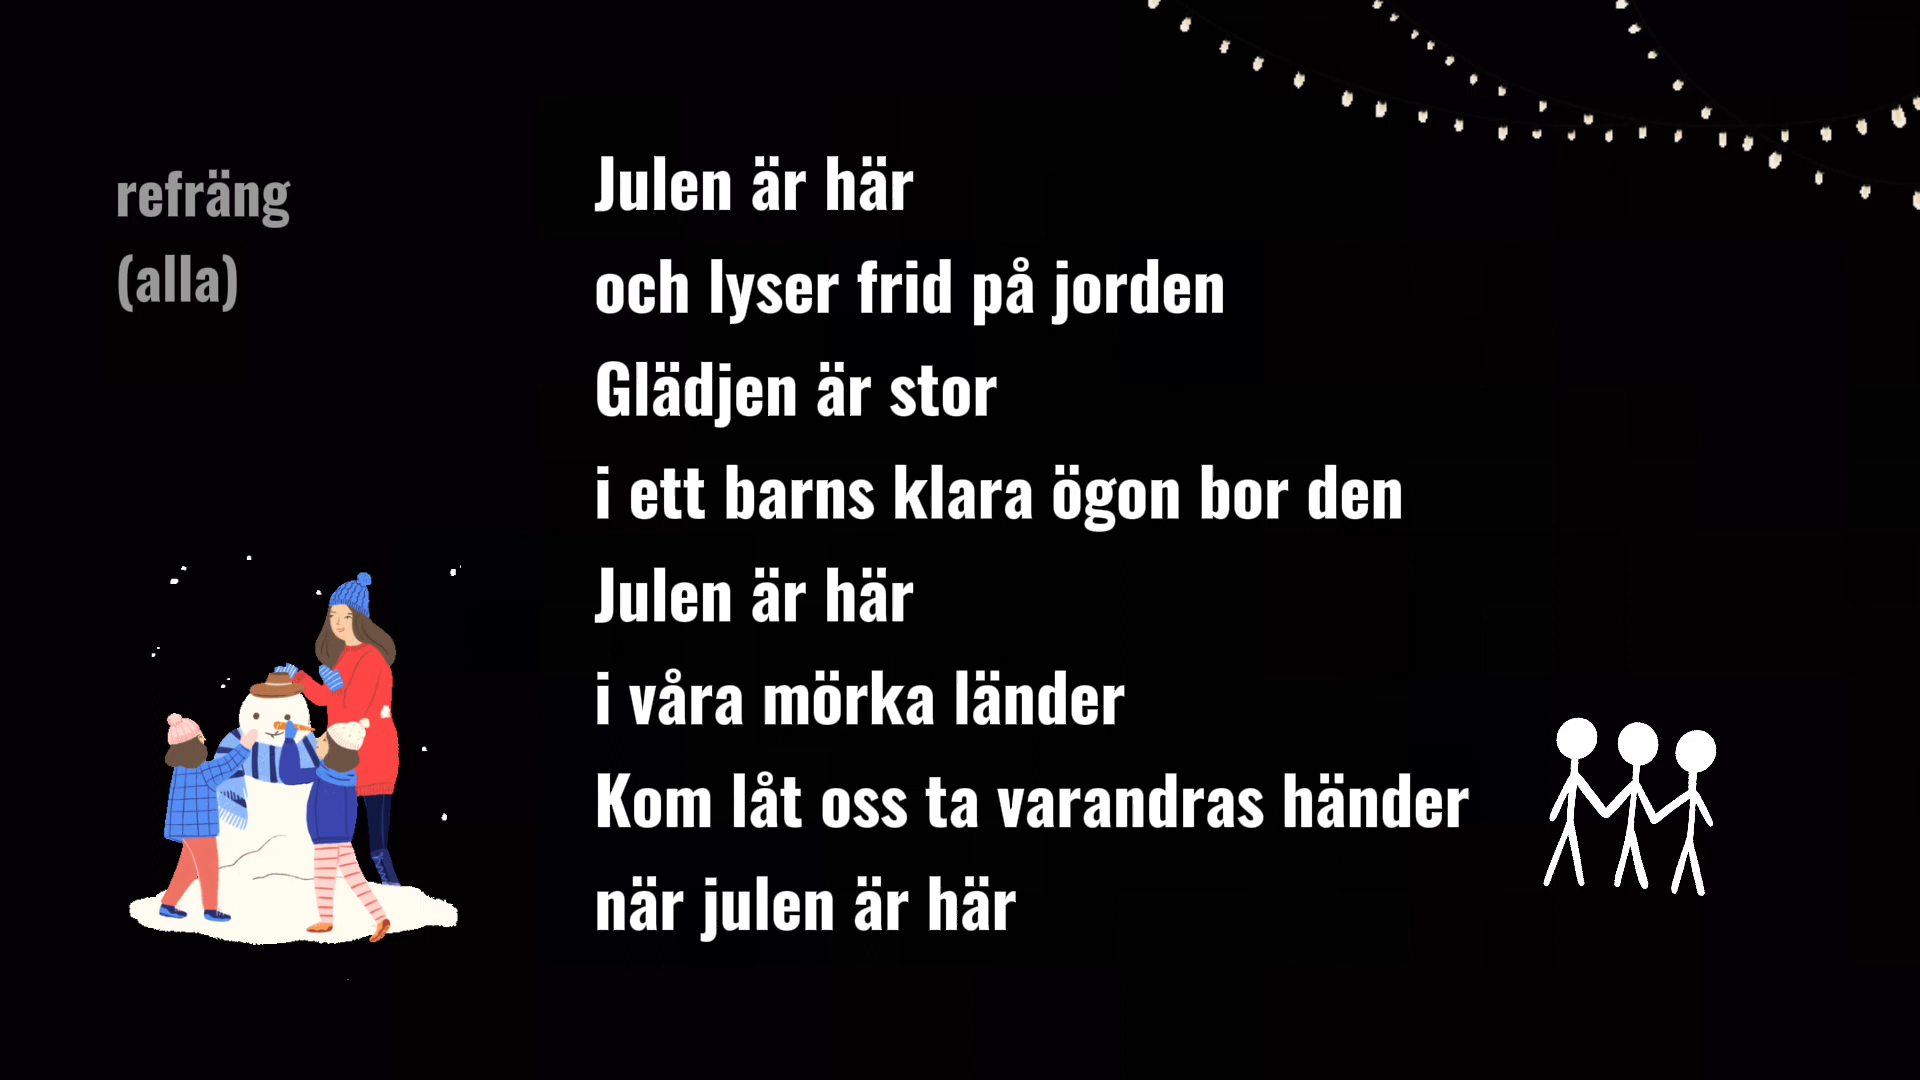 refräng
(alla)
Julen är här
och lyser frid på jorden
Glädjen är stor
i ett barns klara ögon bor den
Julen är här
i våra mörka länder
Kom låt oss ta varandras händer
när julen är här